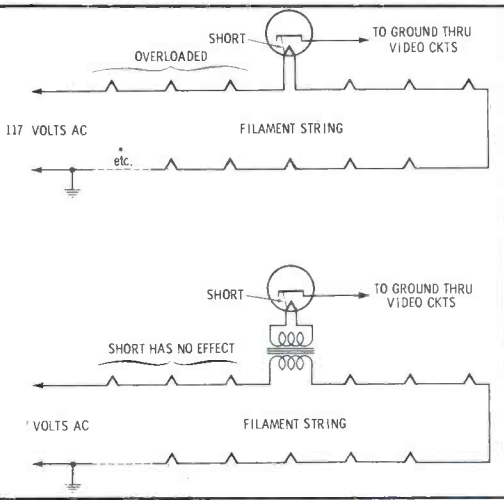 SHORT
TO GROUND THRU
VIDEO CKTS
OVERLOADED
117 VOLTS AC
FILAMENT STRING
etc.
SHORT
TO GROUND THRU
VIDEO CKTS
SHORT HAS NO EFFECT
VOLTS AC
FILAMENT STRING